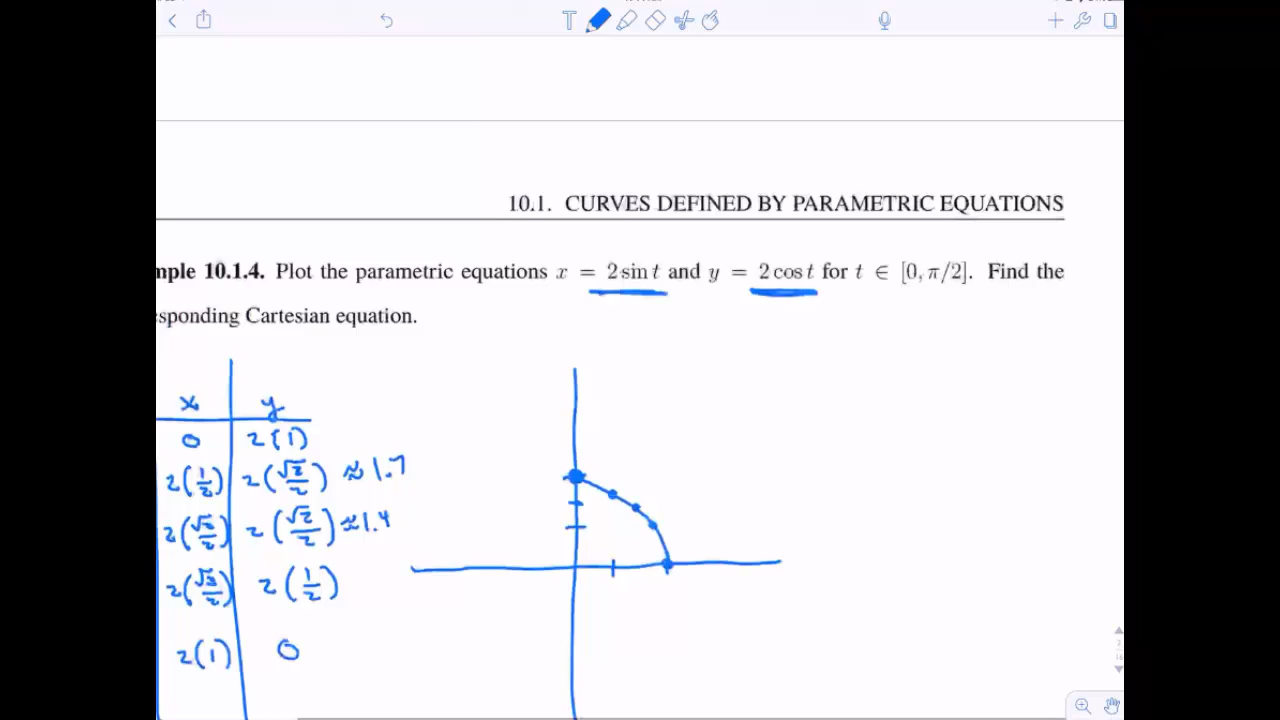 10.1. CURVES DEFINED BY PARAMETRIC EQUATIONS
mple 10.1.4. Plot the parametric equations x = 2 sin t and y = 2 cos t for t ∈ [0, π/2]. Find the
sponding Cartesian equation.
x y
0 2(1)
2(1/2) 2(√2/2) ≈ 1.7
2(√2/2) 2(√2/2) ≈ 1.4
2(√3/2) 2(1/2)
2(1) 0